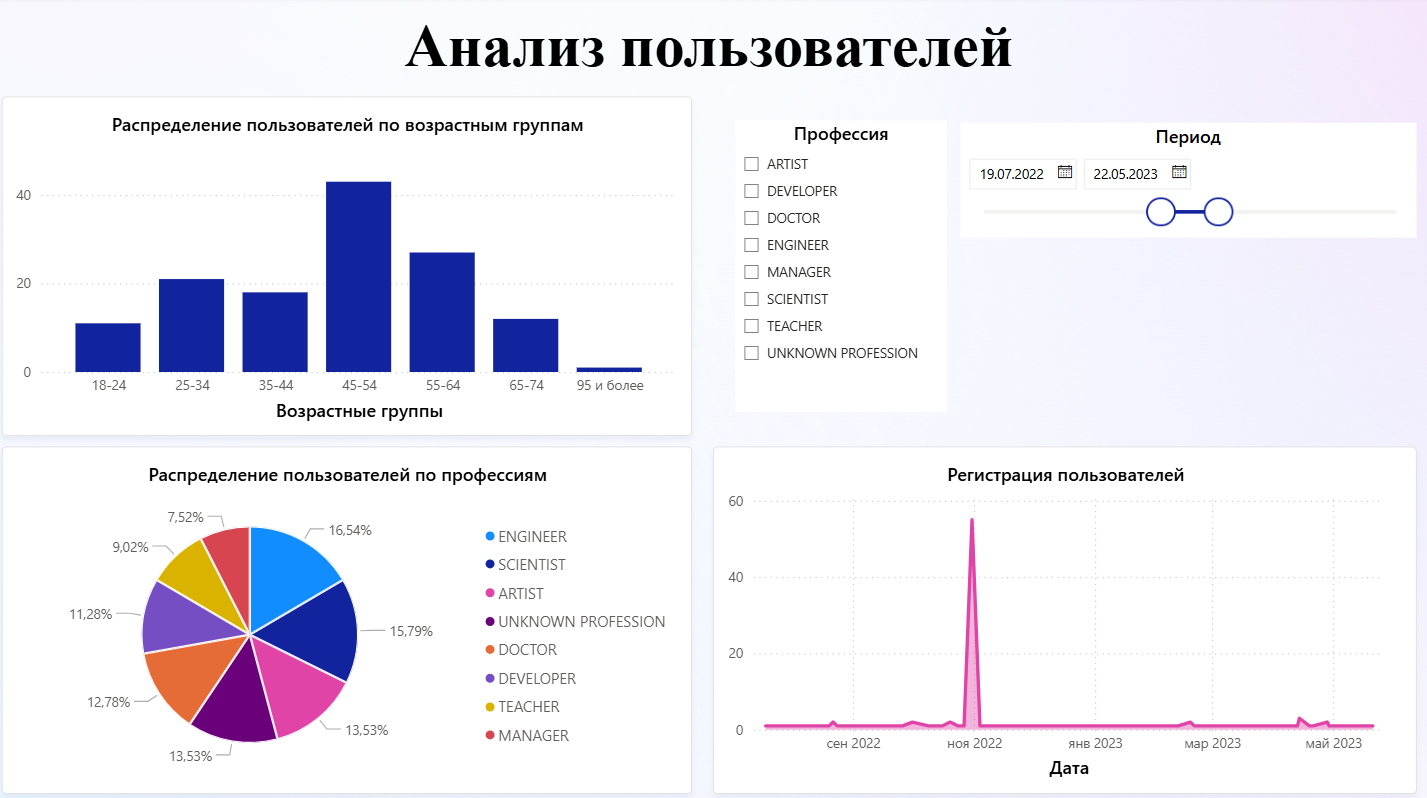 Анализ пользователей
Распределение пользователей по возрастным группам
40
20
0
18-24
25-34
35-44
45-54
55-64
65-74
95 и более
Возрастные группы
Профессия
ARTIST
DEVELOPER
DOCTOR
ENGINEER
MANAGER
SCIENTIST
TEACHER
UNKNOWN PROFESSION
Период
19.07.2022
22.05.2023
Распределение пользователей по профессиям
7,52%
16,54%
9,02%
11,28%
15,79%
12,78%
13,53%
13,53%
ENGINEER
SCIENTIST
ARTIST
UNKNOWN PROFESSION
DOCTOR
DEVELOPER
TEACHER
MANAGER
Регистрация пользователей
60
40
20
0
сен 2022
ноя 2022
янв 2023
мар 2023
май 2023
Дата